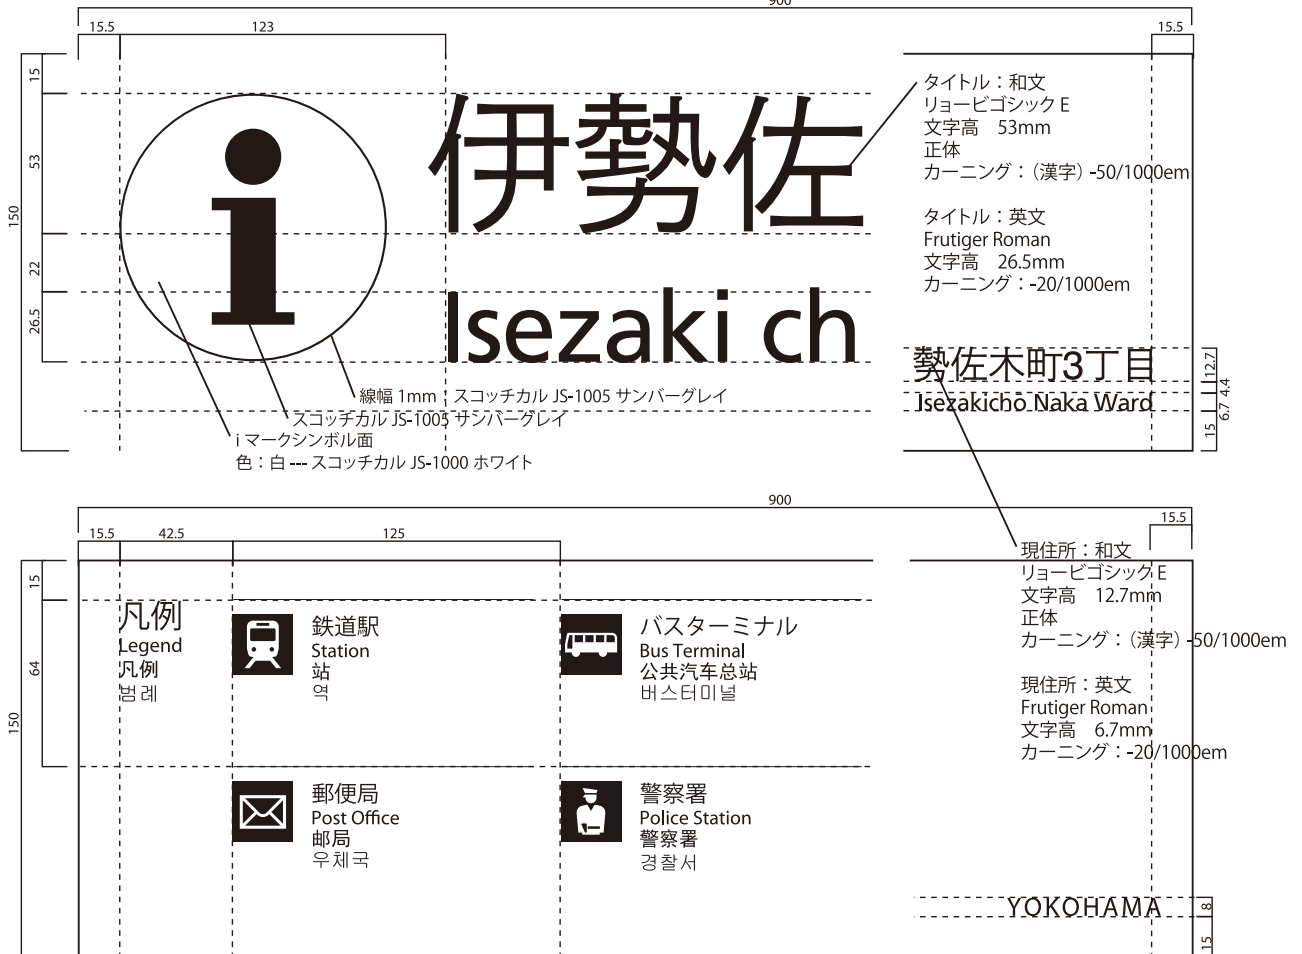 900
15.5
123
15.5
15
53
150
22
26.5
伊勢佐
Isezaki ch
タイトル：和文
リョービゴシック E
文字高　53mm
正体
カーニング：（漢字）-50/1000em
タイトル：英文
Frutiger Roman
文字高　26.5mm
カーニング：-20/1000em
勢佐木町3丁目
Isezakicho Naka Ward
12.7
4.4
6.7
15
線幅 1mm：スコッチカル JS-1005 サンバーグレイ
スコッチカル JS-1005 サンバーグレイ
i マークシンボル面
色：白 --- スコッチカル JS-1000 ホワイト
900
15.5
42.5
125
15.5
15
64
150
凡例
Legend
凡例
범례
鉄道駅
Station
站
역
バスターミナル
Bus Terminal
公共汽车总站
버스터미널
郵便局
Post Office
邮局
우체국
警察署
Police Station
警察署
경찰서
現住所：和文
リョービゴシック E
文字高　12.7mm
正体
カーニング：（漢字）-50/1000em
現住所：英文
Frutiger Roman
文字高　6.7mm
カーニング：-20/1000em
YOKOHAMA
8
15